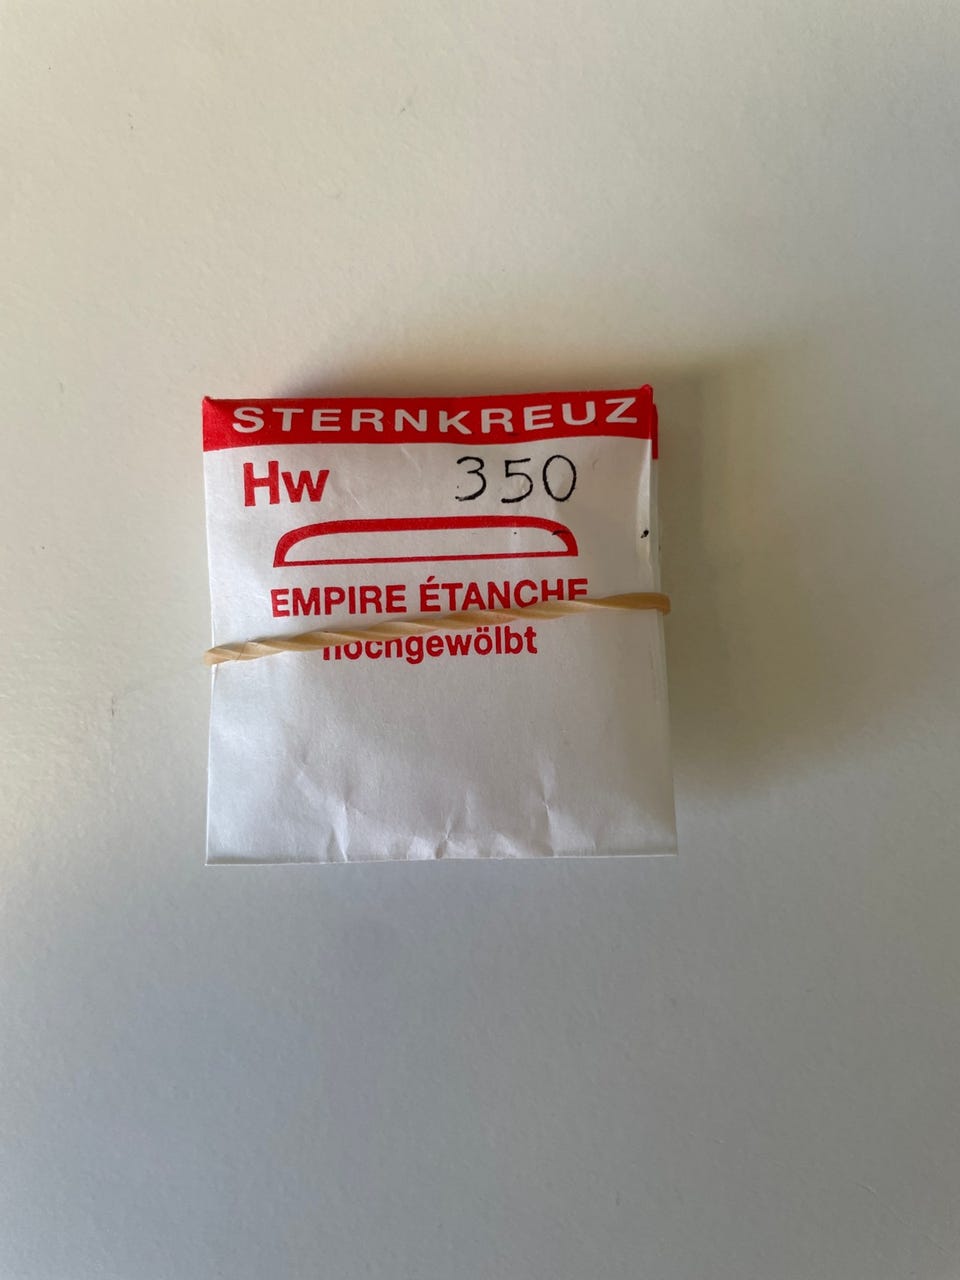 STERNKREUZ
Hw 350
EMPIRE ÉTANCHE
hochgewölbt